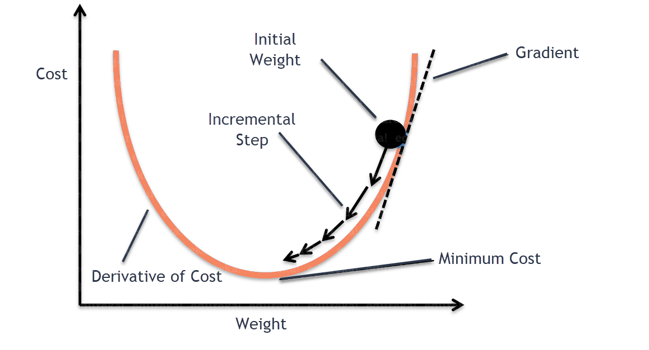 Initial
Weight
Gradient
Cost
Incremental
Step
Minimum Cost
Derivative of Cost
Weight